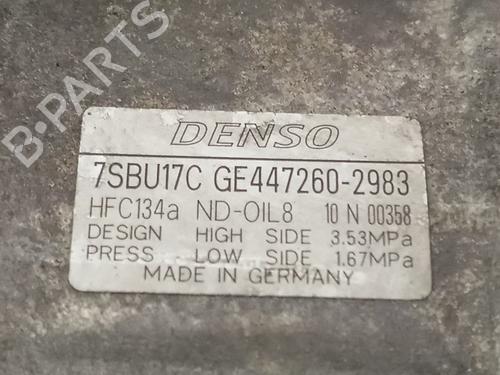 B-PARTS
DENSO
7SBU17C GE447260-2983
HFC134a ND-OIL8 10 N 00358
DESIGN HIGH SIDE 3.53MPa
PRESS LOW SIDE 1.67MPa
MADE IN GERMANY